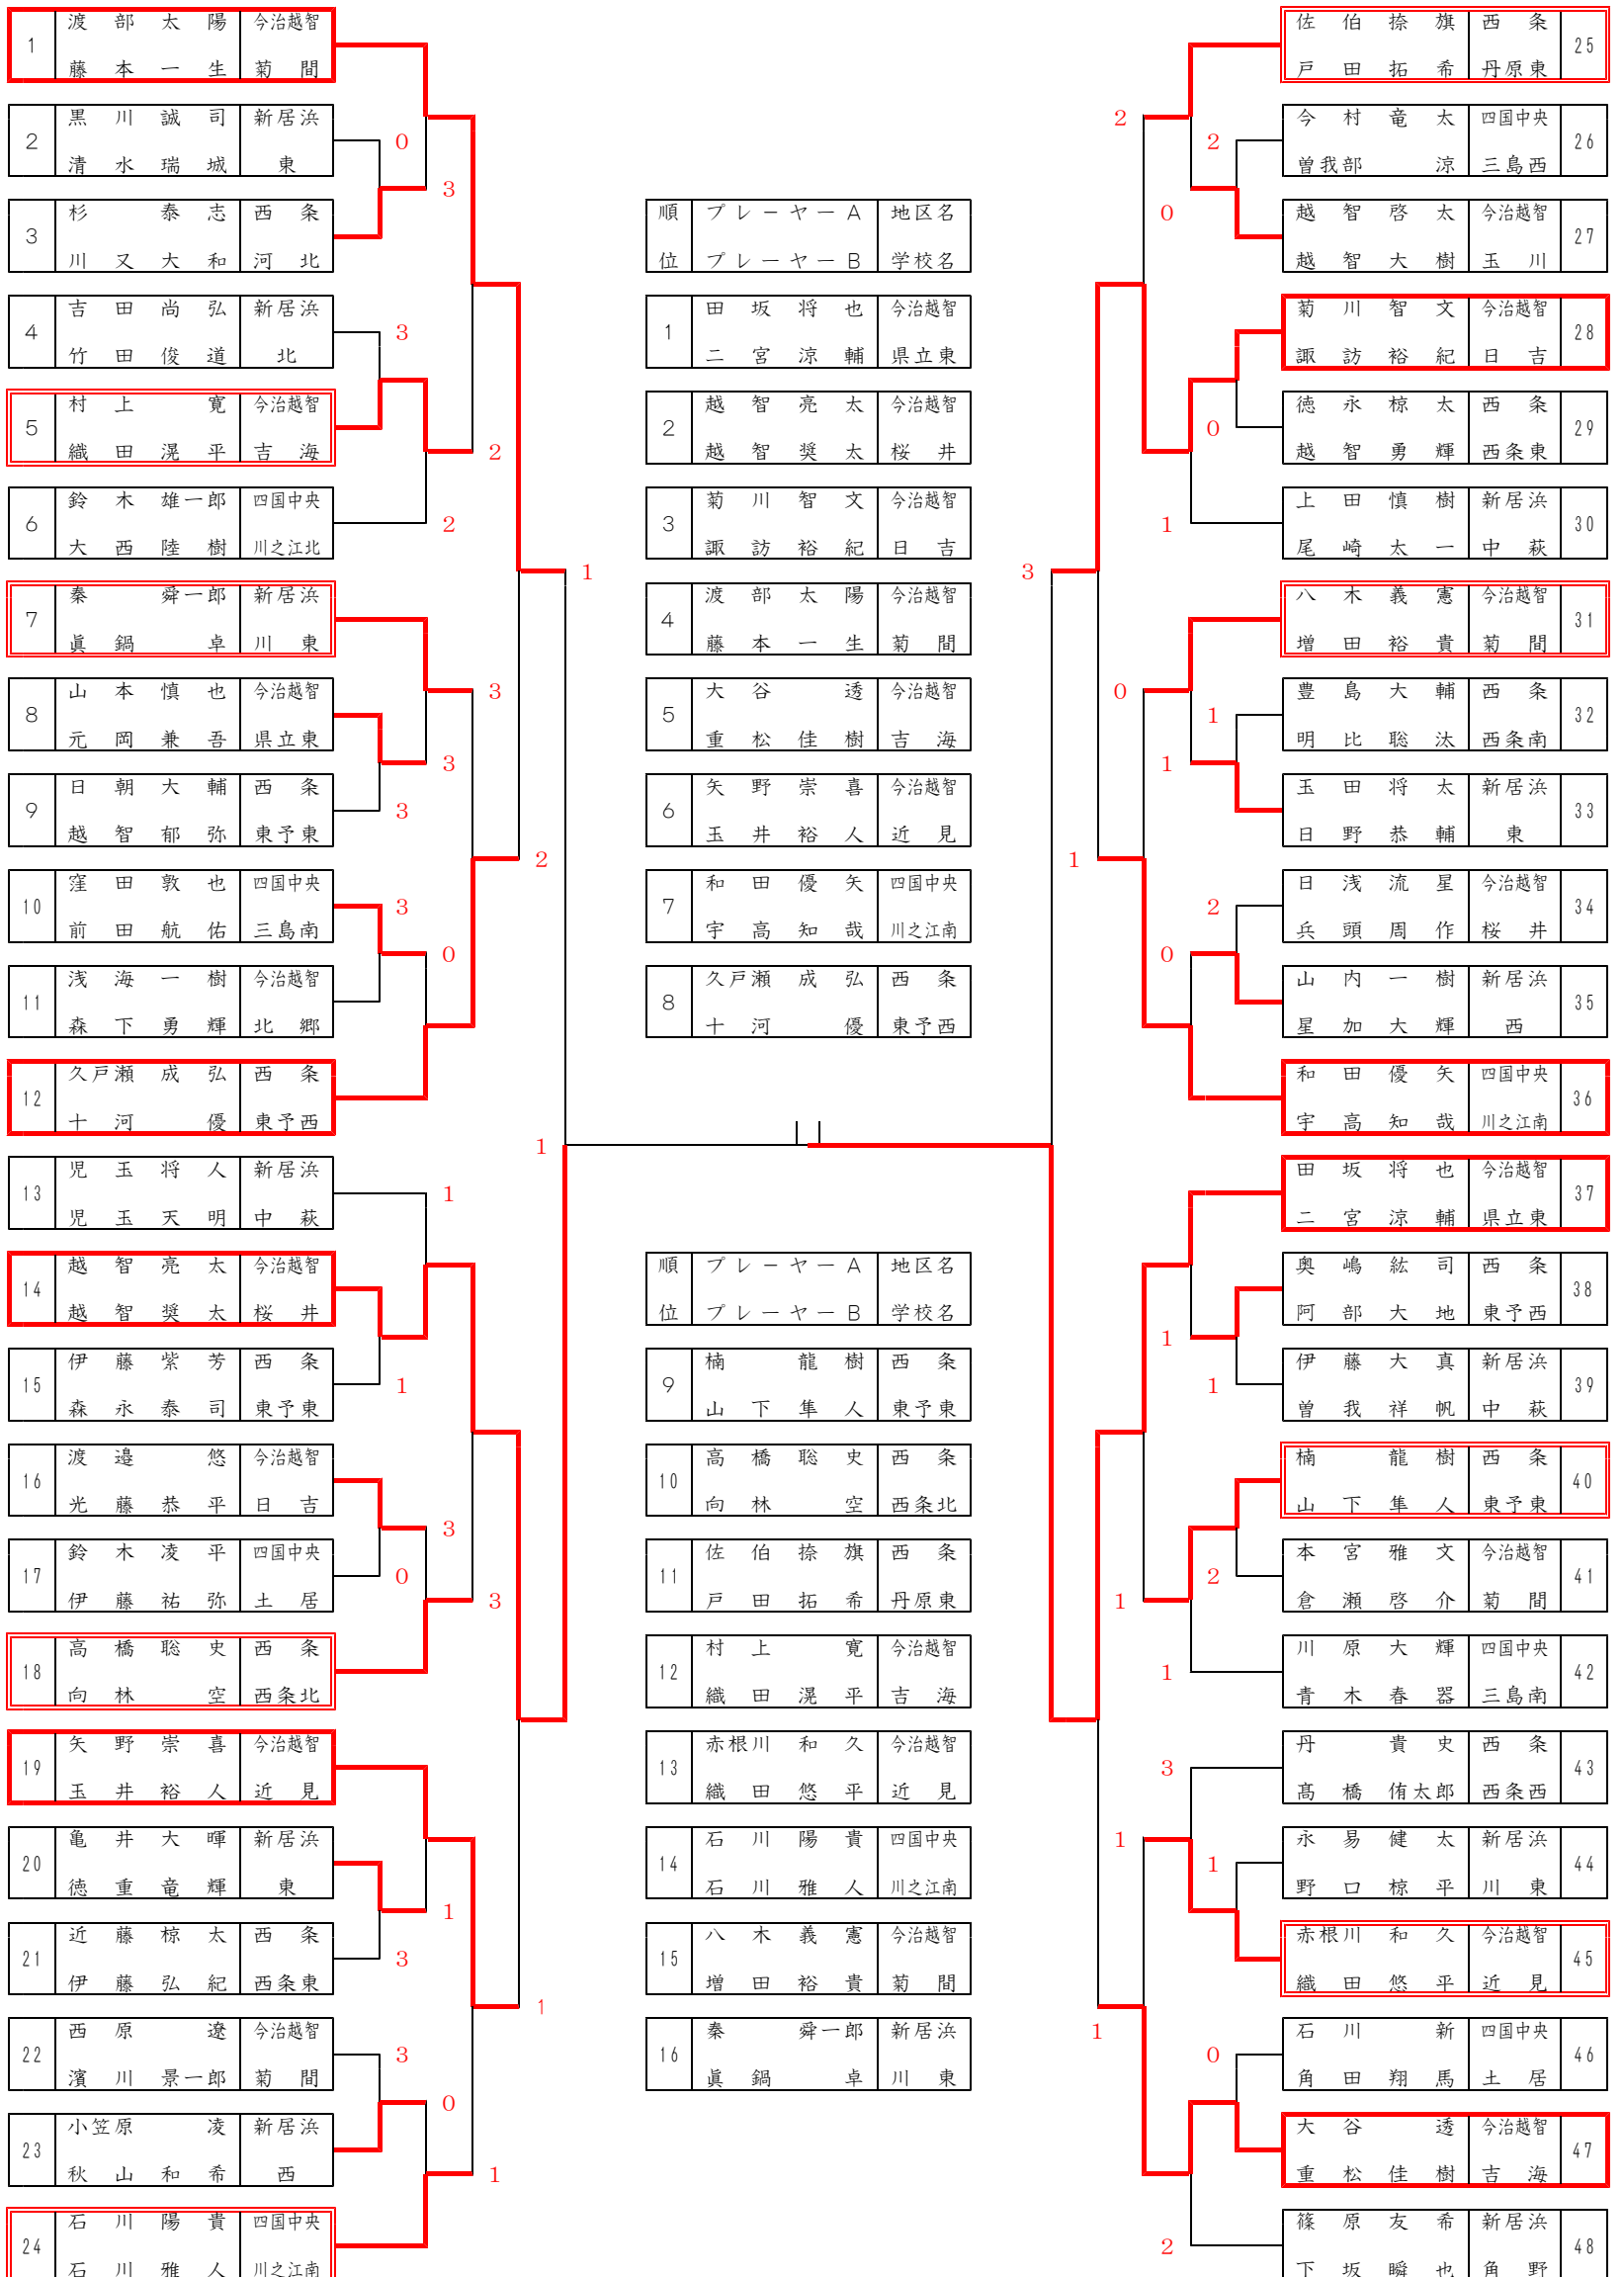 1 渡部太陽 今治越智
藤本一生 菊間
2 黒川誠司 新居浜
清水瑞城 東
0
3
3 杉泰志 西条
川又大和 河北
4 吉田尚弘 新居浜
竹田俊道 北
3
5 村上寛 今治越智
織田滉平 吉海
2
6 鈴木雄一郎 四国中央
大西陸樹 川之江北
2
1
7 秦舜一郎 新居浜
眞鍋卓 川東
3
8 山本慎也 今治越智
元岡兼吾 県立東
3
9 日朝大輔 西条
越智郁弥 東予東
3
2
10 窪田敦也 四国中央
前田航佑 三島南
3
0
11 浅海一樹 今治越智
森下勇輝 北郷
12 久戸瀬成弘 西条
十河優 東予西
1
13 児玉将人 新居浜
児玉天明 中萩
1
14 越智亮太 今治越智
越智奨太 桜井
15 伊藤紫芳 西条
森永泰司 東予東
1
16 渡邉悠 今治越智
光藤恭平 日吉
3
17 鈴木凌平 四国中央
伊藤祐弥 土居
0
3
18 高橋聡史 西条
向林空 西条北
19 矢野崇喜 今治越智
玉井裕人 近見
20 亀井大暉 新居浜
徳重竜輝 東
1
21 近藤椋太 西条
伊藤弘紀 西条東
3
1
22 西原遼 今治越智
濱川景一郎 菊間
3
0
23 小笠原凌 新居浜
秋山和希 西
1
24 石川陽貴 四国中央
石川雅人 川之江南
順 プレーヤーA 地区名
位 プレーヤーB 学校名
1 田坂将也 今治越智
二宮涼輔 県立東
2 越智亮太 今治越智
越智奨太 桜井
3 菊川智文 今治越智
諏訪裕紀 日吉
4 渡部太陽 今治越智
藤本一生 菊間
5 大谷透 今治越智
重松佳樹 吉海
6 矢野崇喜 今治越智
玉井裕人 近見
7 和田優矢 四国中央
宇高知哉 川之江南
8 久戸瀬成弘 西条
十河優 東予西
順 プレーヤーA 地区名
位 プレーヤーB 学校名
9 楠龍樹 西条
山下隼人 東予東
10 高橋聡史 西条
向林空 西条北
11 佐伯捺旗 西条
戸田拓希 丹原東
12 村上寛 今治越智
織田滉平 吉海
13 赤根川和久 今治越智
織田悠平 近見
14 石川陽貴 四国中央
石川雅人 川之江南
15 八木義憲 今治越智
増田裕貴 菊間
16 秦舜一郎 新居浜
眞鍋卓 川東
佐伯捺旗 西条 25
戸田拓希 丹原東
2
2
今村竜太 四国中央 26
曽我部涼 三島西
0
越智啓太 今治越智 27
越智大樹 玉川
菊川智文 今治越智 28
諏訪裕紀 日吉
0
徳永椋太 西条 29
越智勇輝 西条東
1
上田慎樹 新居浜 30
尾崎太一 中萩
3
八木義憲 今治越智 31
増田裕貴 菊間
0
1
豊島大輔 西条 32
明比聡汰 西条南
1
玉田将太 新居浜 33
日野恭輔 東
1
2
日浅流星 今治越智 34
兵頭周作 桜井
0
山内一樹 新居浜 35
星加大輝 西
和田優矢 四国中央 36
宇高知哉 川之江南
田坂将也 今治越智 37
二宮涼輔 県立東
奥嶋紘司 西条 38
阿部大地 東予西
1
1
伊藤大真 新居浜 39
曽我祥帆 中萩
楠龍樹 西条 40
山下隼人 東予東
2
本宮雅文 今治越智 41
倉瀬啓介 菊間
1
1
川原大輝 四国中央 42
青木春器 三島南
3
丹貴史 西条 43
髙橋侑太郎 西条西
1
1
永易健太 新居浜 44
野口椋平 川東
赤根川和久 今治越智 45
織田悠平 近見
1
0
石川新 四国中央 46
角田翔馬 土居
大谷透 今治越智 47
重松佳樹 吉海
2
篠原友希 新居浜 48
下坂瞬也 角野